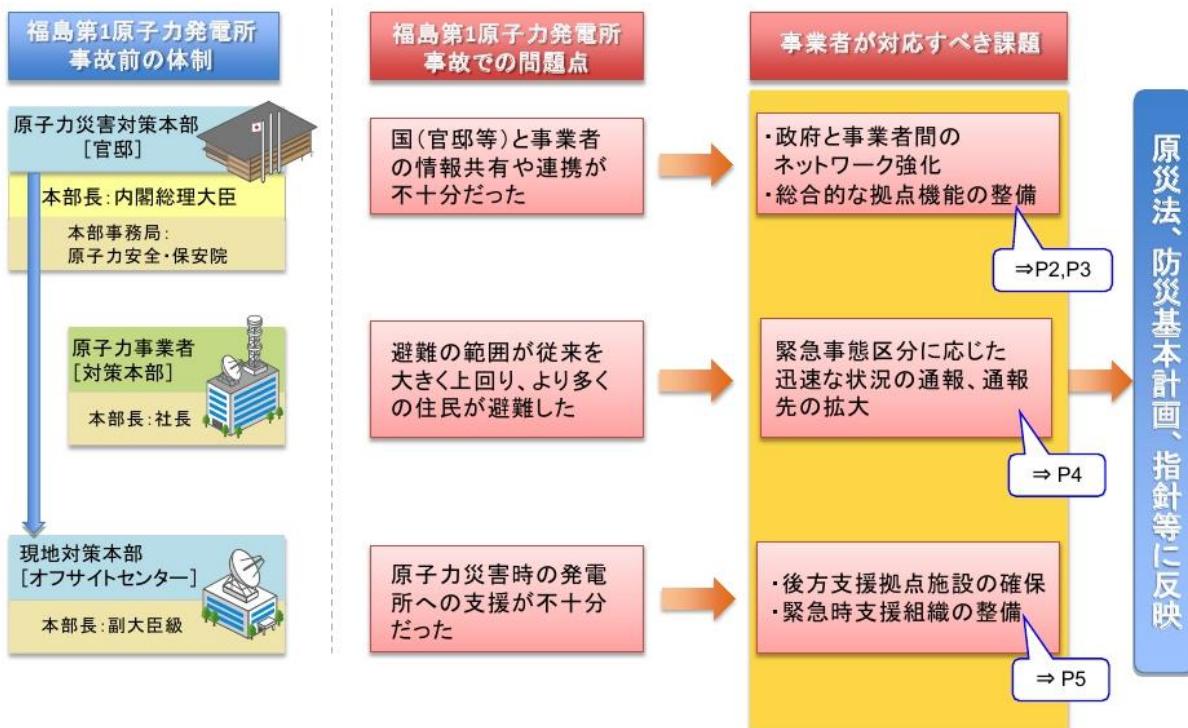 福島第1原子力発電所
事故前の体制
原子力災害対策本部
[官邸]
本部長:内閣総理大臣
本部事務局:
原子力安全・保安院
原子力事業者
[対策本部]
本部長:社長
現地対策本部
[オフサイトセンター]
本部長:副大臣級
福島第1原子力発電所
事故での問題点
国(官邸等)と事業者
の情報共有や連携が
不十分だった
避難の範囲が従来を
大きく上回り、より多く
の住民が避難した
原子力災害時の発電
所への支援が不十分
だった
事業者が対応すべき課題
・政府と事業者間の
ネットワーク強化
・総合的な拠点機能の整備
⇒P2,P3
緊急事態区分に応じた
迅速な状況の通報、通報
先の拡大
⇒ P4
・後方支援拠点施設の確保
・緊急時支援組織の整備
⇒ P5
原災法、防災基本計画、指針等に反映